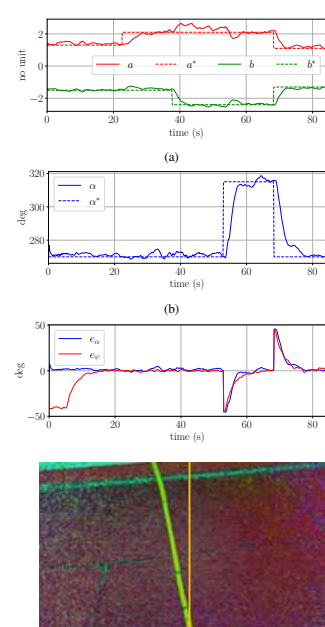 2
0
−2
no unit
a a* b b*
0 20 40 60 80
time (s)
(a)
320
300
280
deg
α
α*
0 20 40 60 80
time (s)
(b)
50
0
−50
deg
eα
eψ
0 20 40 60 80
time (s)